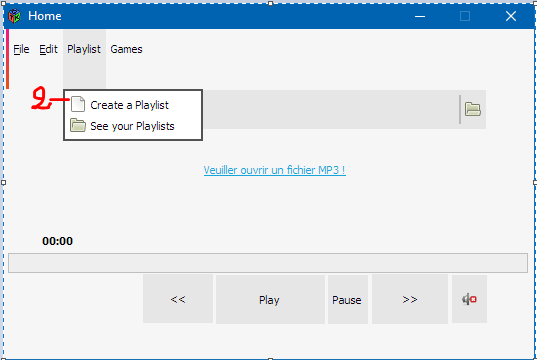 Home
File Edit Playlist Games
2
Create a Playlist
See your Playlists
Veuiller ouvrir un fichier MP3 !
00:00
<< Play Pause >>